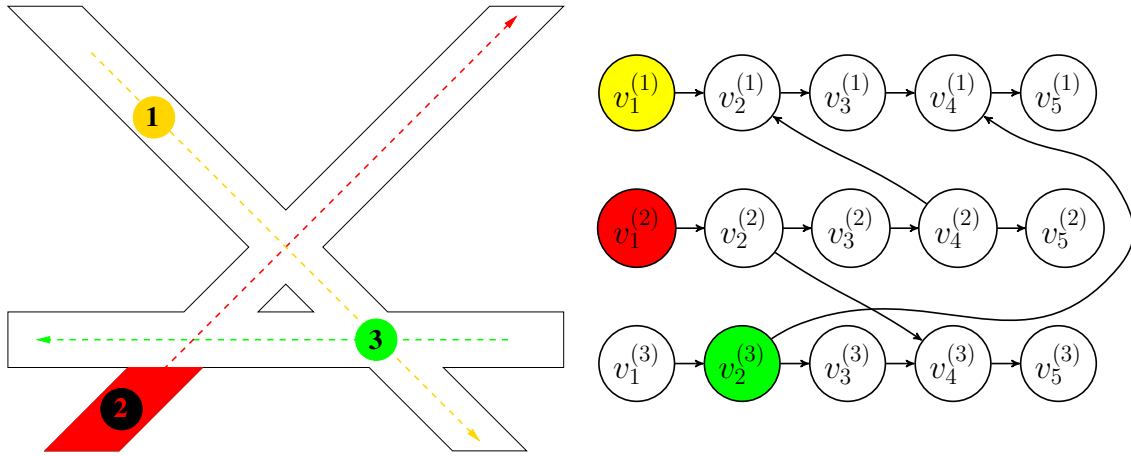 1
2
3
v_1^{(1)} v_2^{(1)} v_3^{(1)} v_4^{(1)} v_5^{(1)}
v_1^{(2)} v_2^{(2)} v_3^{(2)} v_4^{(2)} v_5^{(2)}
v_1^{(3)} v_2^{(3)} v_3^{(3)} v_4^{(3)} v_5^{(3)}